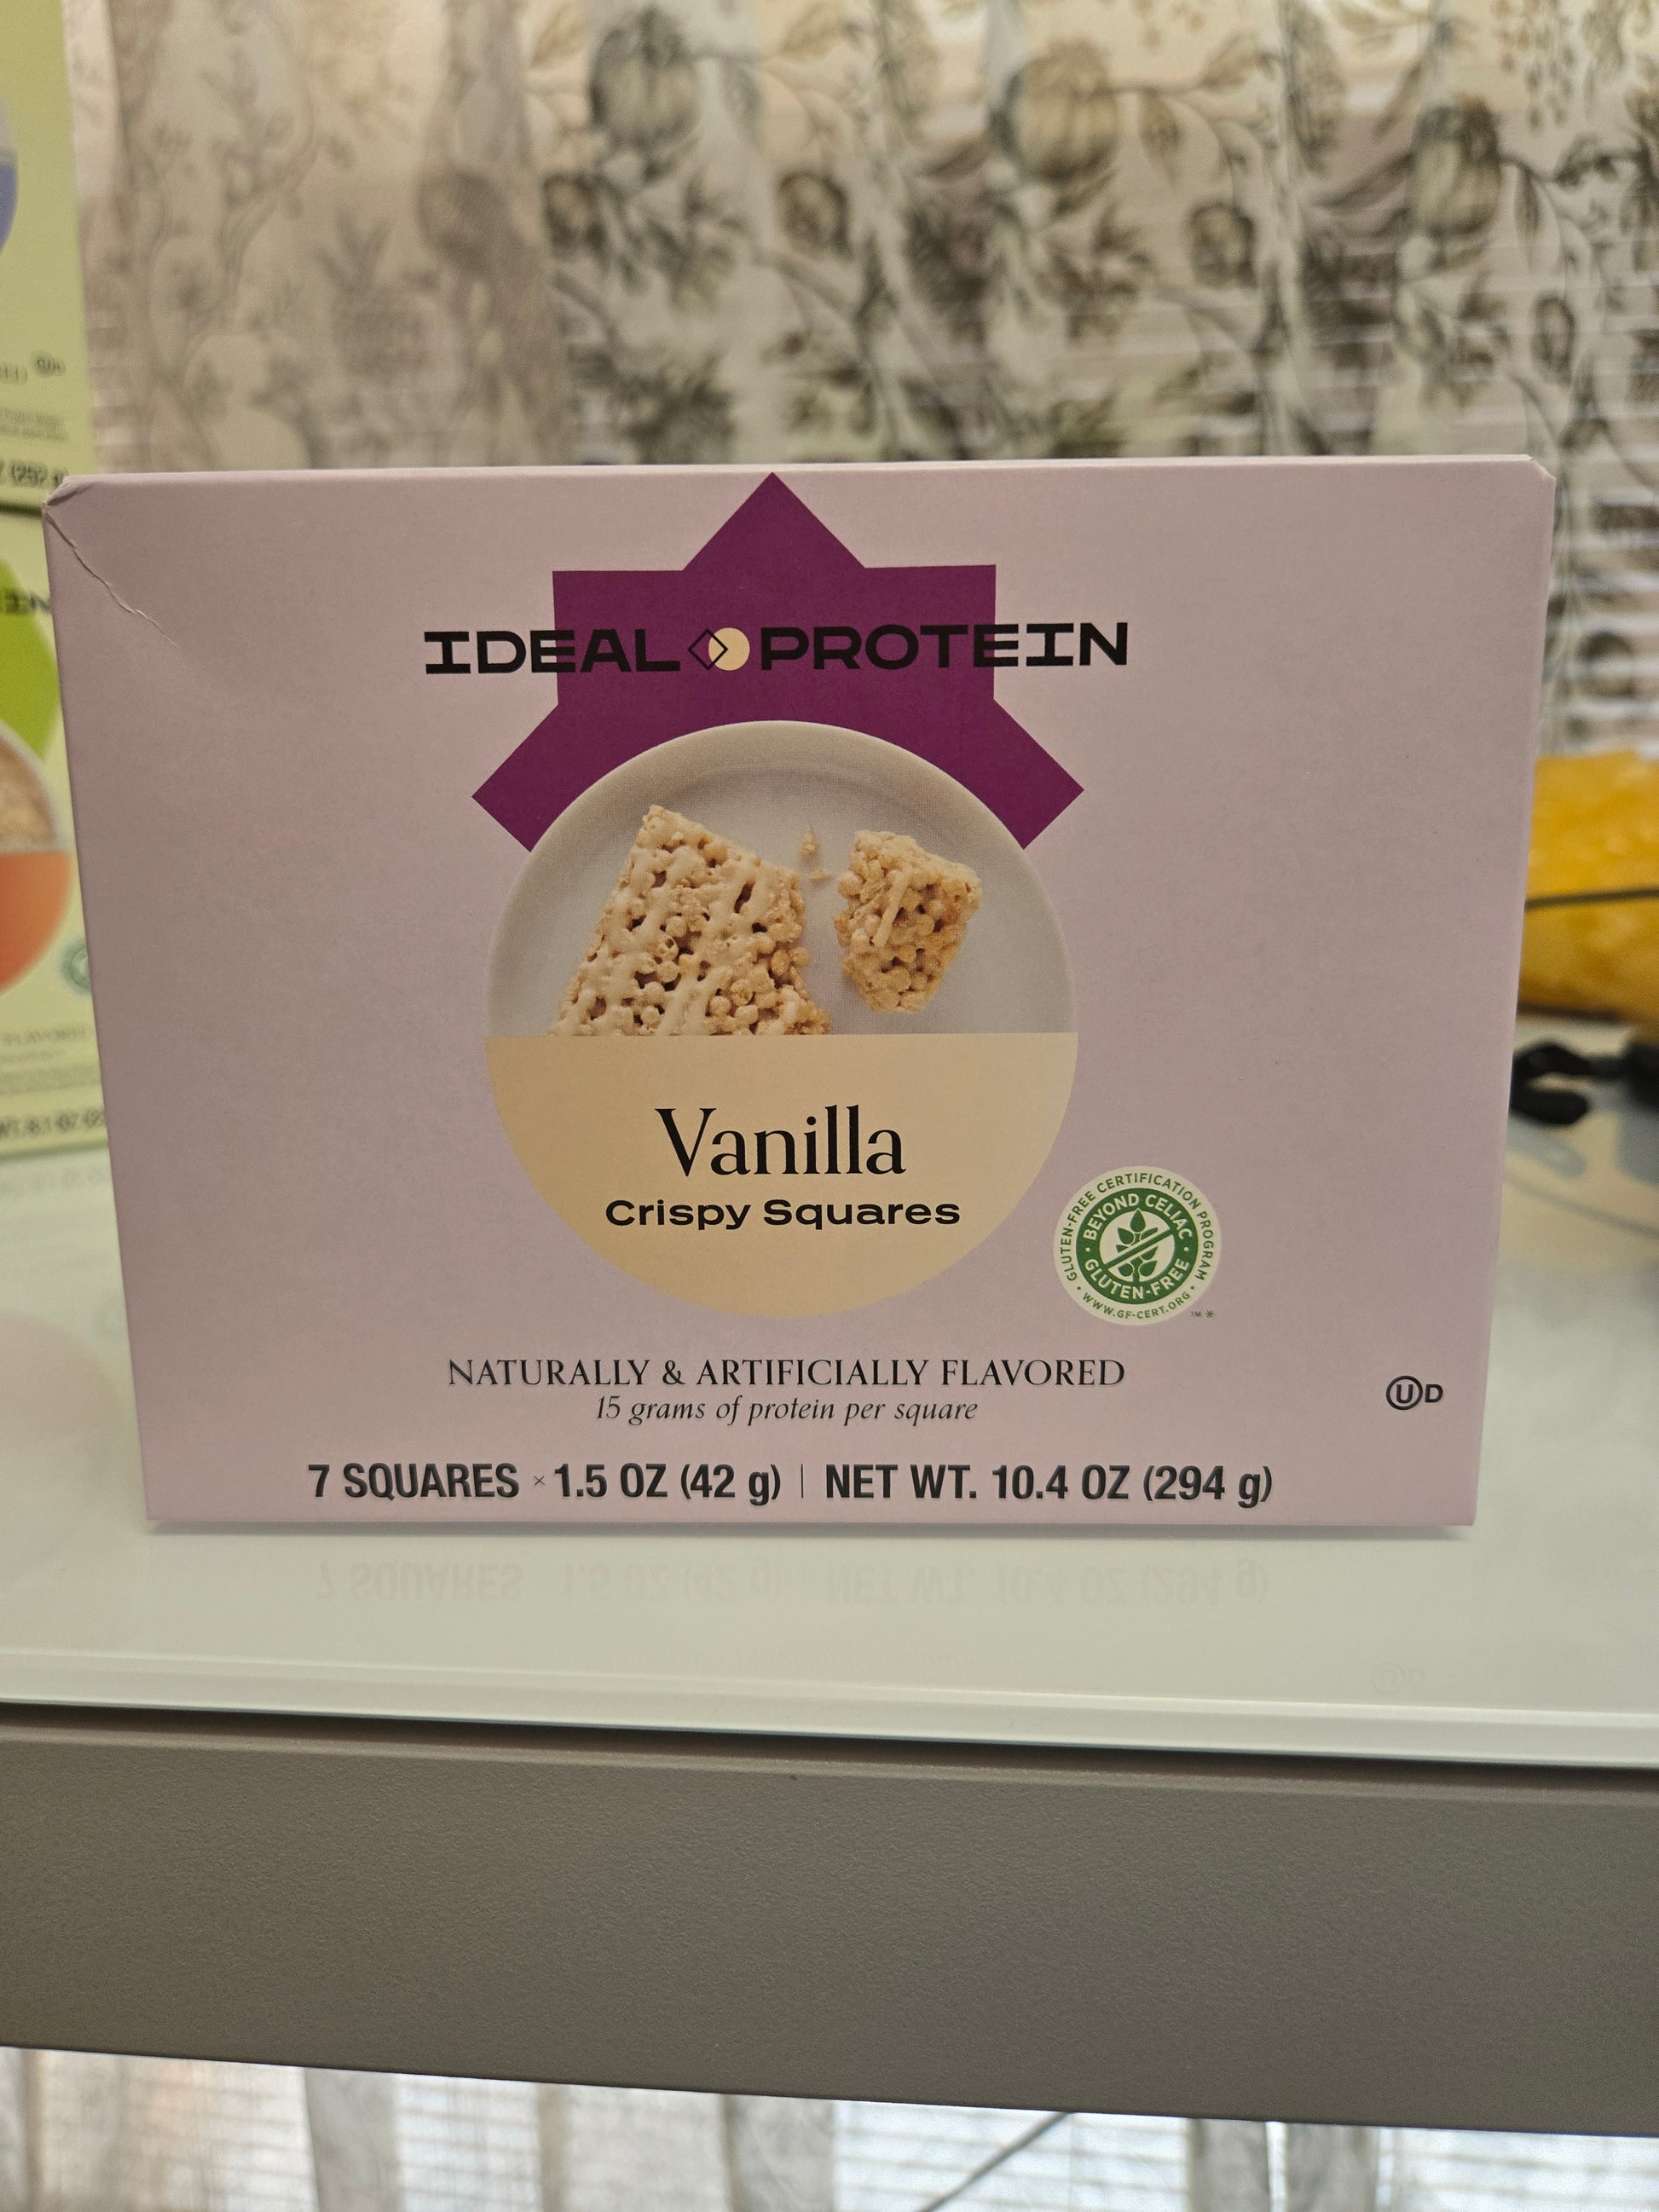 IDEAL PROTEIN
Vanilla
Crispy Squares
GLUTEN-FREE CERTIFICATION PROGRAM
BEYOND CELIAC
GLUTEN-FREE
WWW.GF-CERT.ORG
TM
NATURALLY & ARTIFICIALLY FLAVORED
15 grams of protein per square
U D
7 SQUARES × 1.5 OZ (42 g) | NET WT. 10.4 OZ (294 g)